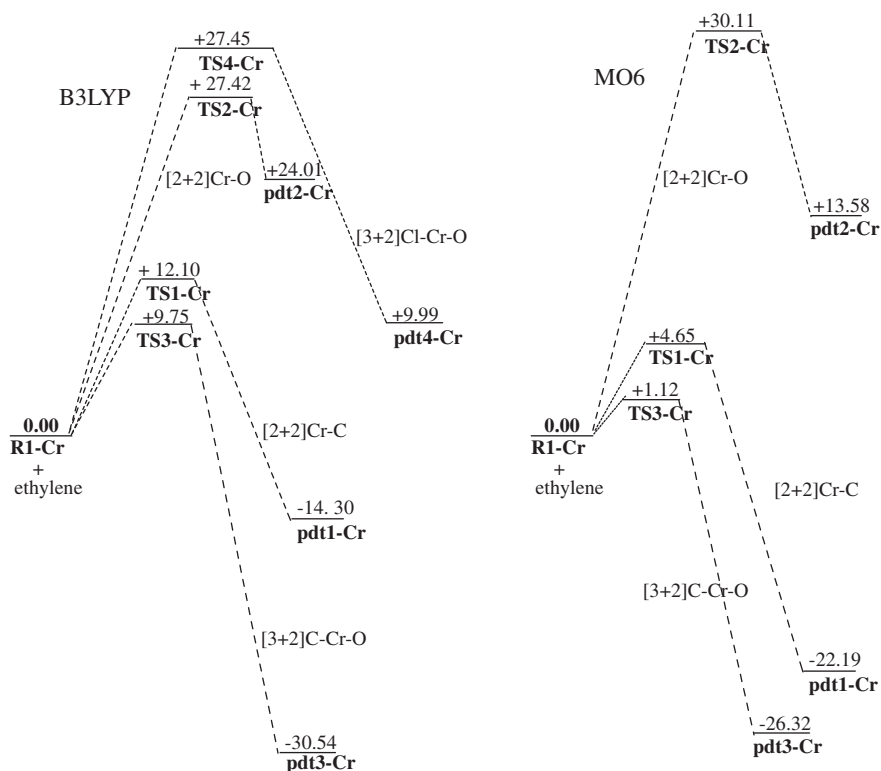 +27.45
TS4-Cr
+ 27.42
TS2-Cr
B3LYP
[2+2]Cr-O
+24.01
pdt2-Cr
[3+2]Cl-Cr-O
+ 12.10
TS1-Cr
+9.75
TS3-Cr
+9.99
pdt4-Cr
0.00
R1-Cr
+
ethylene
[2+2]Cr-C
-14. 30
pdt1-Cr
[3+2]C-Cr-O
-30.54
pdt3-Cr
+30.11
TS2-Cr
MO6
[2+2]Cr-O
+13.58
pdt2-Cr
+4.65
TS1-Cr
+1.12
TS3-Cr
0.00
R1-Cr
+
ethylene
[2+2]Cr-C
[3+2]C-Cr-O
-22.19
pdt1-Cr
-26.32
pdt3-Cr